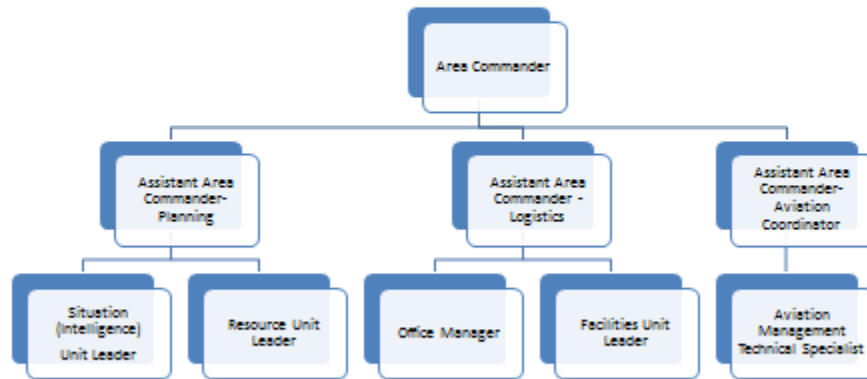 Area Commander
Assistant Area
Commander-
Planning
Assistant Area
Commander -
Logistics
Assistant Area
Commander-
Aviation
Coordinator
Situation
(Intelligence)
Unit Leader
Resource Unit
Leader
Office Manager
Facilities Unit
Leader
Aviation
Management
Technical Specialist